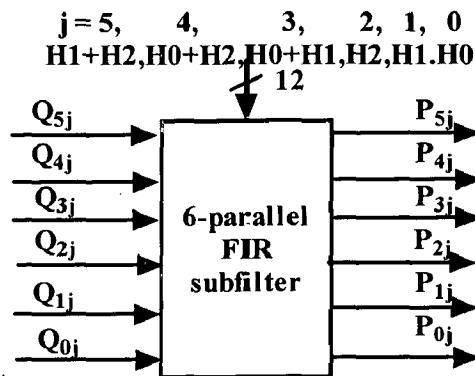 j = 5, 4, 3, 2, 1, 0
H1+H2,H0+H2,H0+H1,H2,H1.H0
12
Q5j P5j
Q4j P4j
Q3j P3j
Q2j P2j
Q1j P1j
Q0j P0j
6-parallel
FIR
subfilter